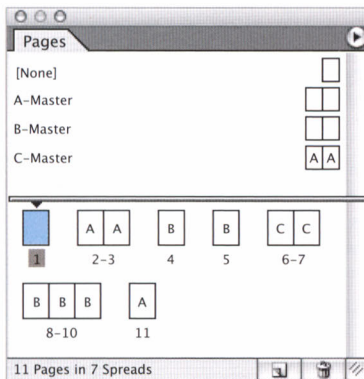 Pages
[None]
A-Master
B-Master
C-Master A A
A A B B C C
1 2-3 4 5 6-7
B B B A
8-10 11
11 Pages in 7 Spreads